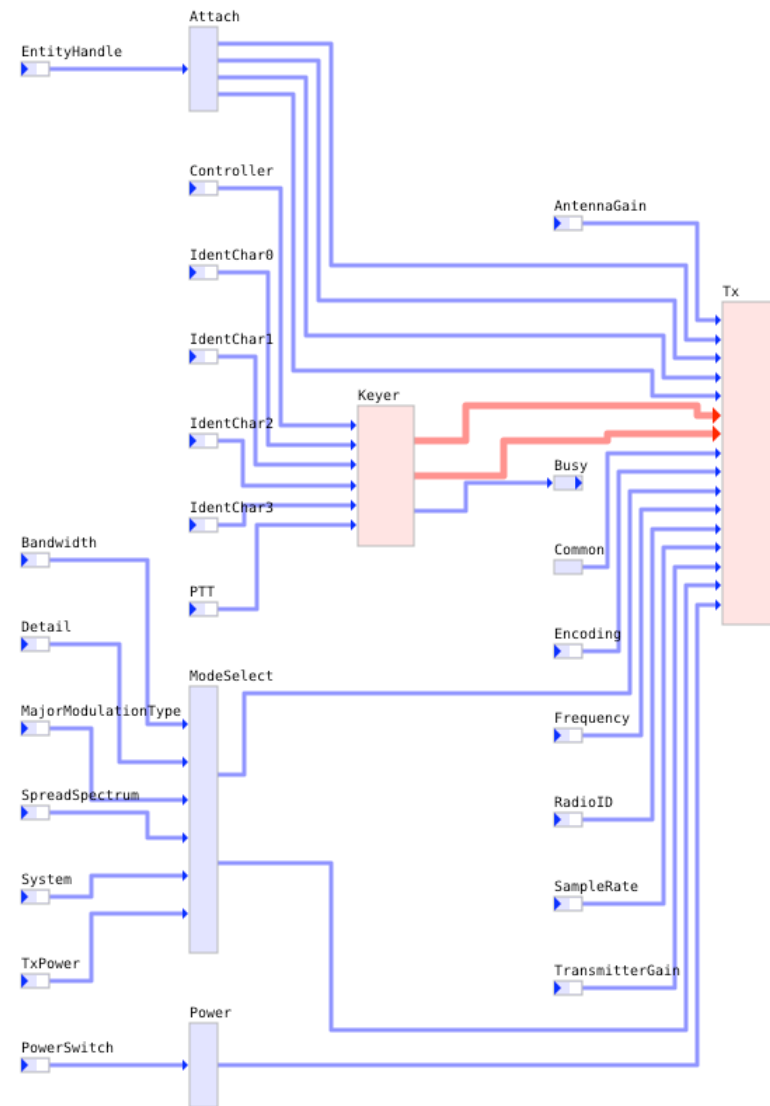 Attach
EntityHandle
Controller
AntennaGain
IdentChar0
Tx
IdentChar1
Keyer
IdentChar2
Busy
IdentChar3
Bandwidth
Common
PTT
Detail
Encoding
ModeSelect
MajorModulationType
Frequency
SpreadSpectrum
RadioID
System
SampleRate
TxPower
TransmitterGain
Power
PowerSwitch